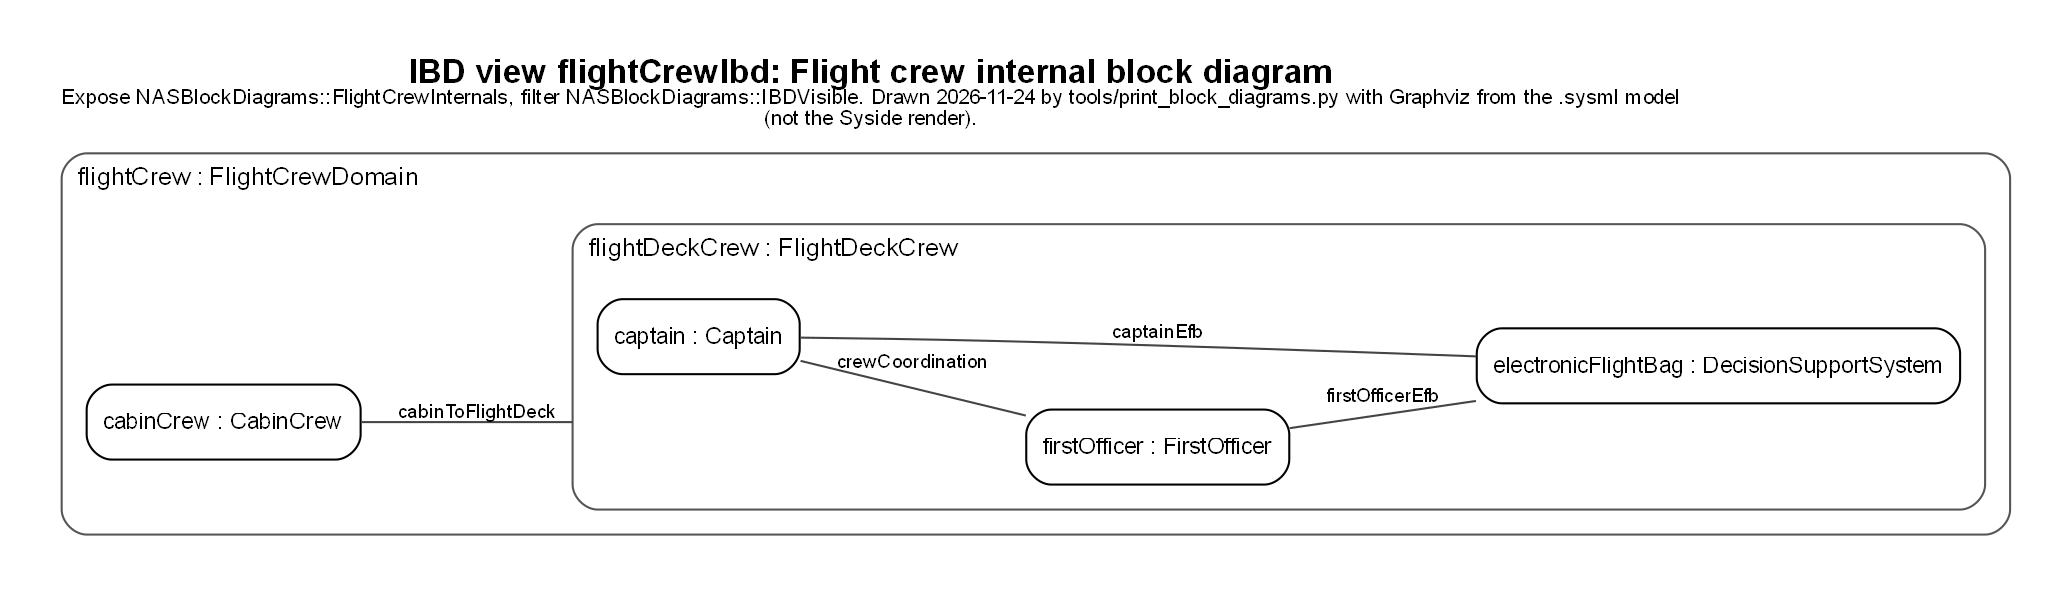 IBD view flightCrewIbd: Flight crew internal block diagram
Expose NASBlockDiagrams::FlightCrewInternals, filter NASBlockDiagrams::IBDVisible. Drawn 2026-11-24 by tools/print_block_diagrams.py with Graphviz from the .sysml model
(not the Syside render).
flightCrew : FlightCrewDomain
flightDeckCrew : FlightDeckCrew
captain : Captain
captainEfb
crewCoordination
electronicFlightBag : DecisionSupportSystem
firstOfficerEfb
cabinCrew : CabinCrew
cabinToFlightDeck
firstOfficer : FirstOfficer